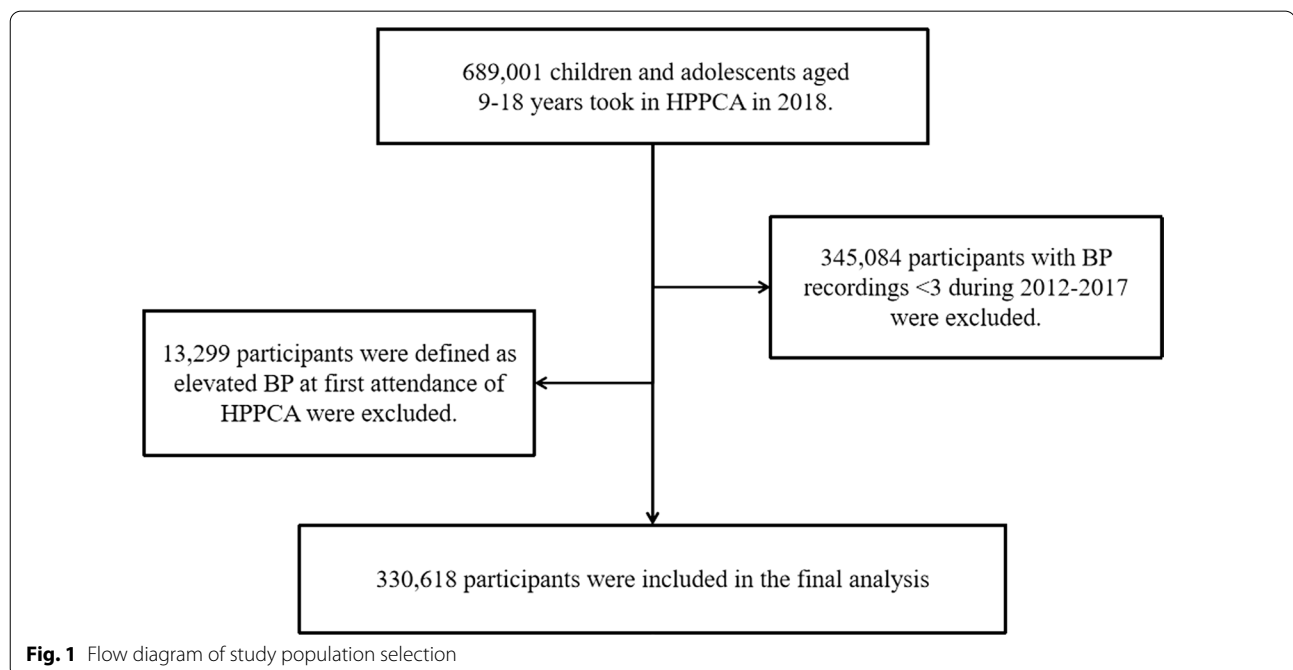 689,001 children and adolescents aged
9-18 years took in HPPCA in 2018.
345,084 participants with BP
recordings <3 during 2012-2017
were excluded.
13,299 participants were defined as
elevated BP at first attendance of
HPPCA were excluded.
330,618 participants were included in the final analysis
Fig. 1 Flow diagram of study population selection